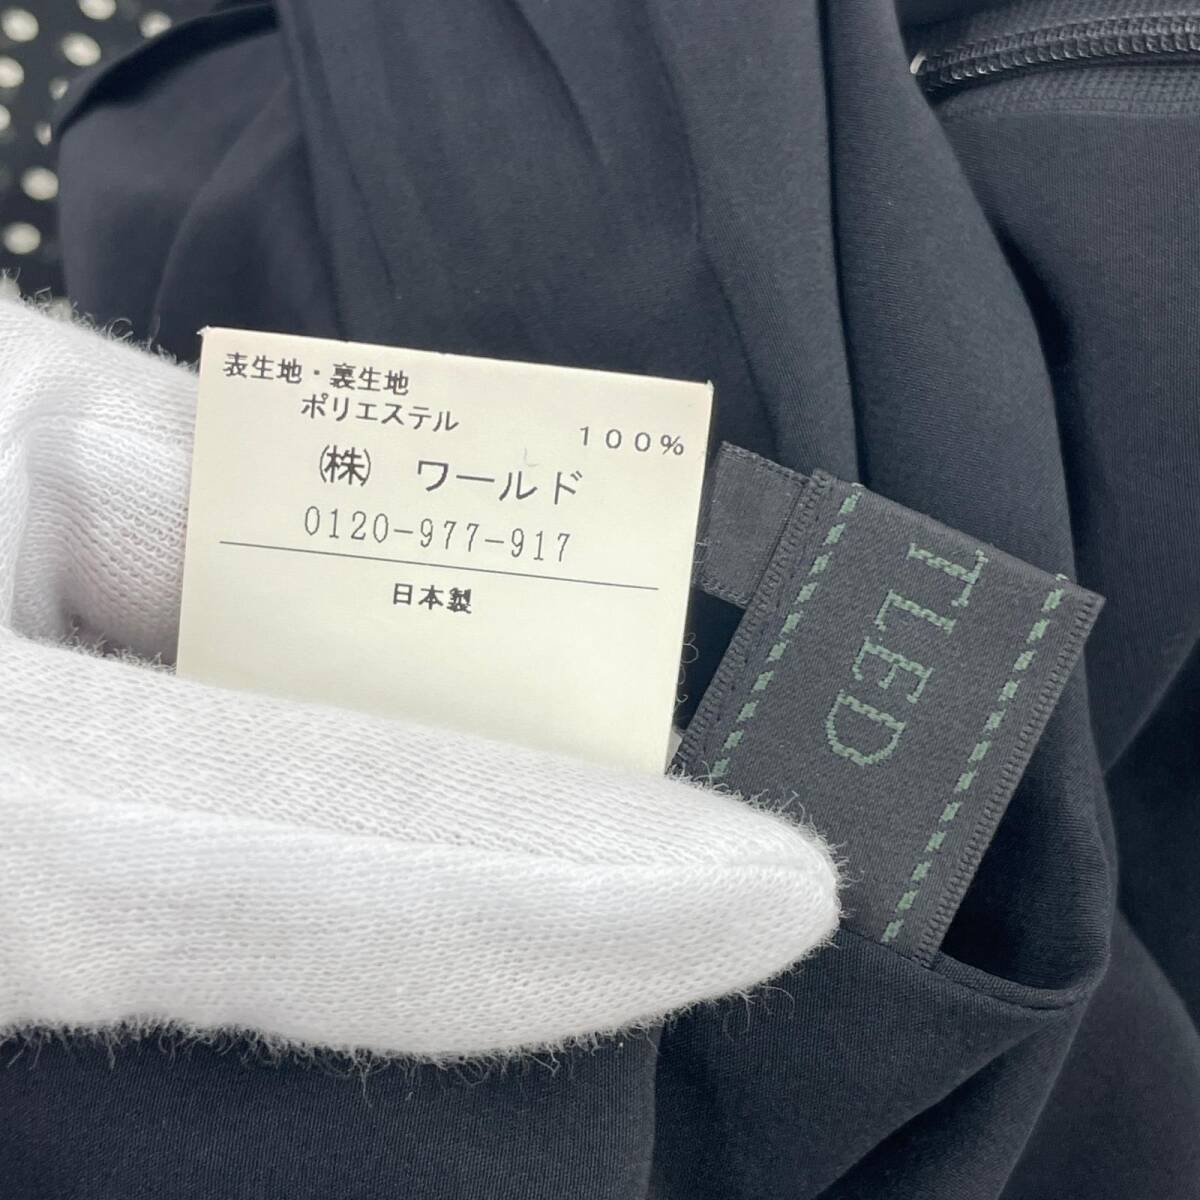 表生地・裏生地
ポリエステル 100%
㈱ ワールド
0120-977-917
日本製
TLED